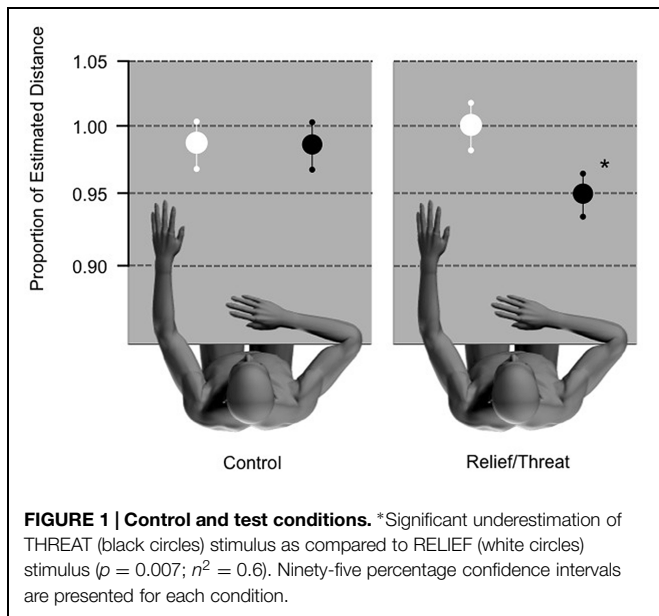 Proportion of Estimated Distance
1.05
1.00
0.95
0.90
*
Control
Relief/Threat
FIGURE 1 | Control and test conditions. *Significant underestimation of
THREAT (black circles) stimulus as compared to RELIEF (white circles)
stimulus (p = 0.007; n² = 0.6). Ninety-five percentage confidence intervals
are presented for each condition.